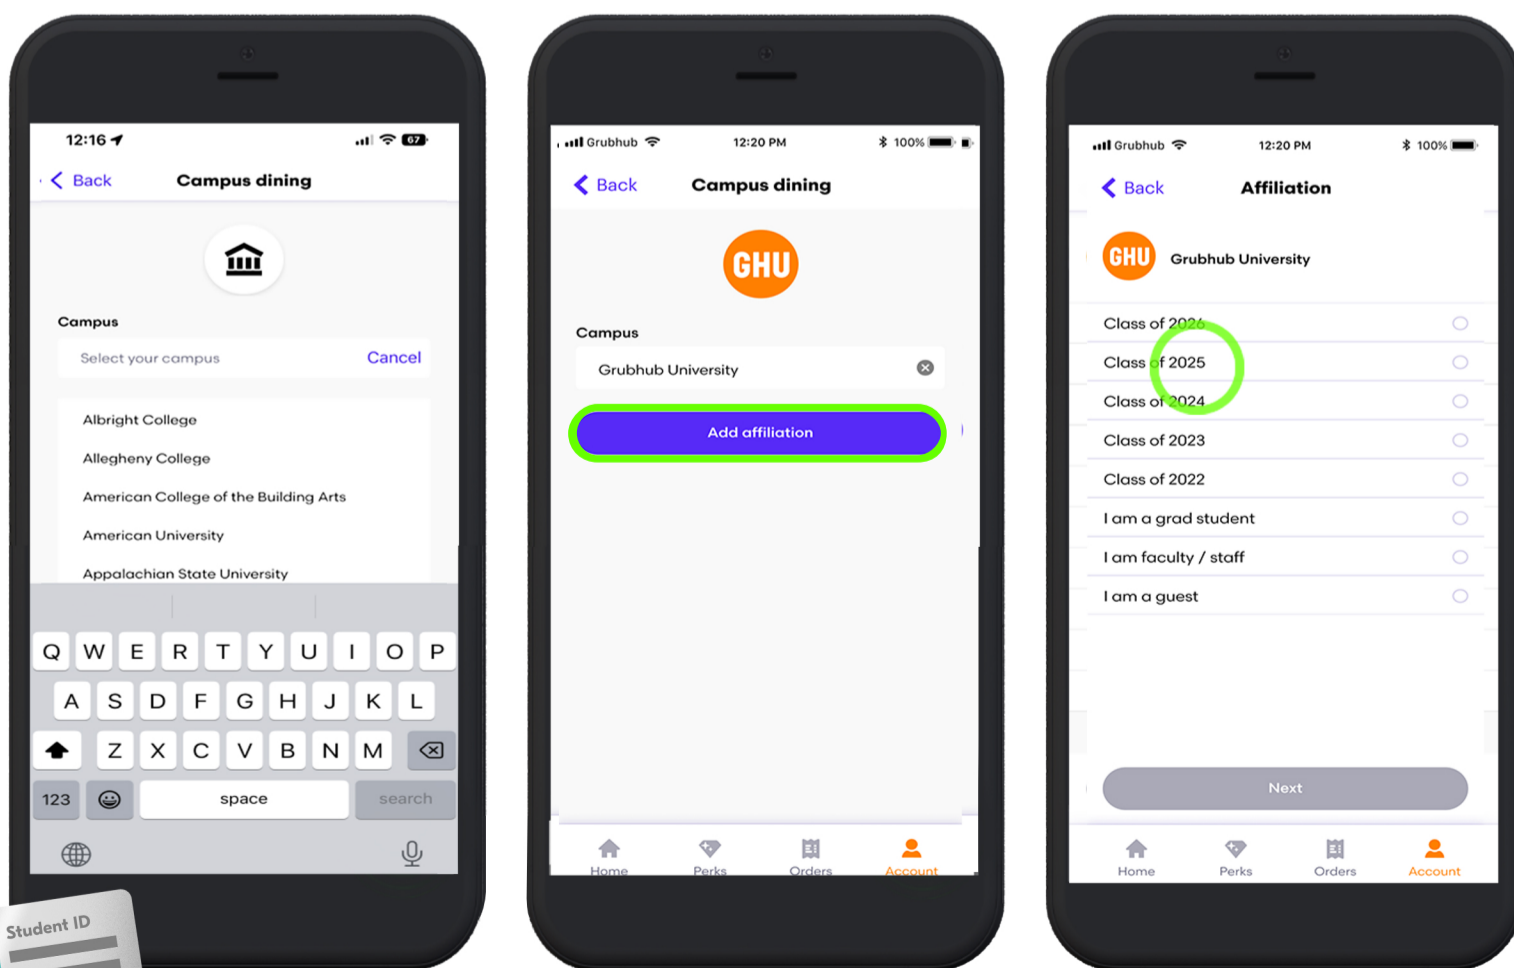 12:16
67
Back
Campus dining
Campus
Select your campus
Cancel
Albright College
Allegheny College
American College of the Building Arts
American University
Appalachian State University
Q W E R T Y U I O P
A S D F G H J K L
Z X C V B N M
123
space
search
Student ID
Grubhub
12:20 PM
100%
Back
Campus dining
GHU
Campus
Grubhub University
Add affiliation
Home
Perks
Orders
Account
Grubhub
12:20 PM
100%
Back
Affiliation
GHU
Grubhub University
Class of 2026
Class of 2025
Class of 2024
Class of 2023
Class of 2022
I am a grad student
I am faculty / staff
I am a guest
Next
Home
Perks
Orders
Account